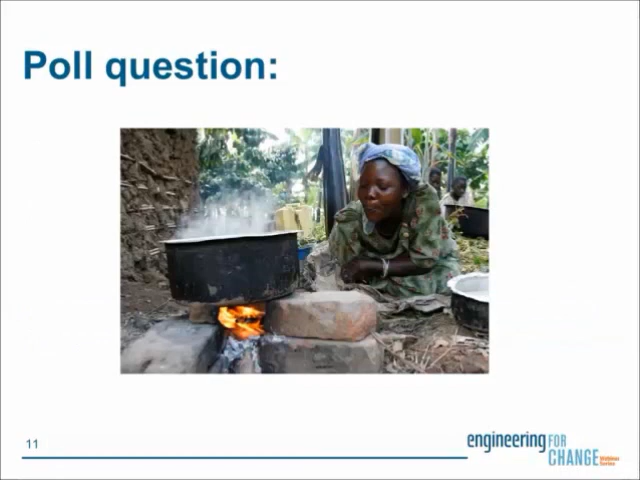 Poll question:
11
engineering FOR
CHANGE Webinar
Series